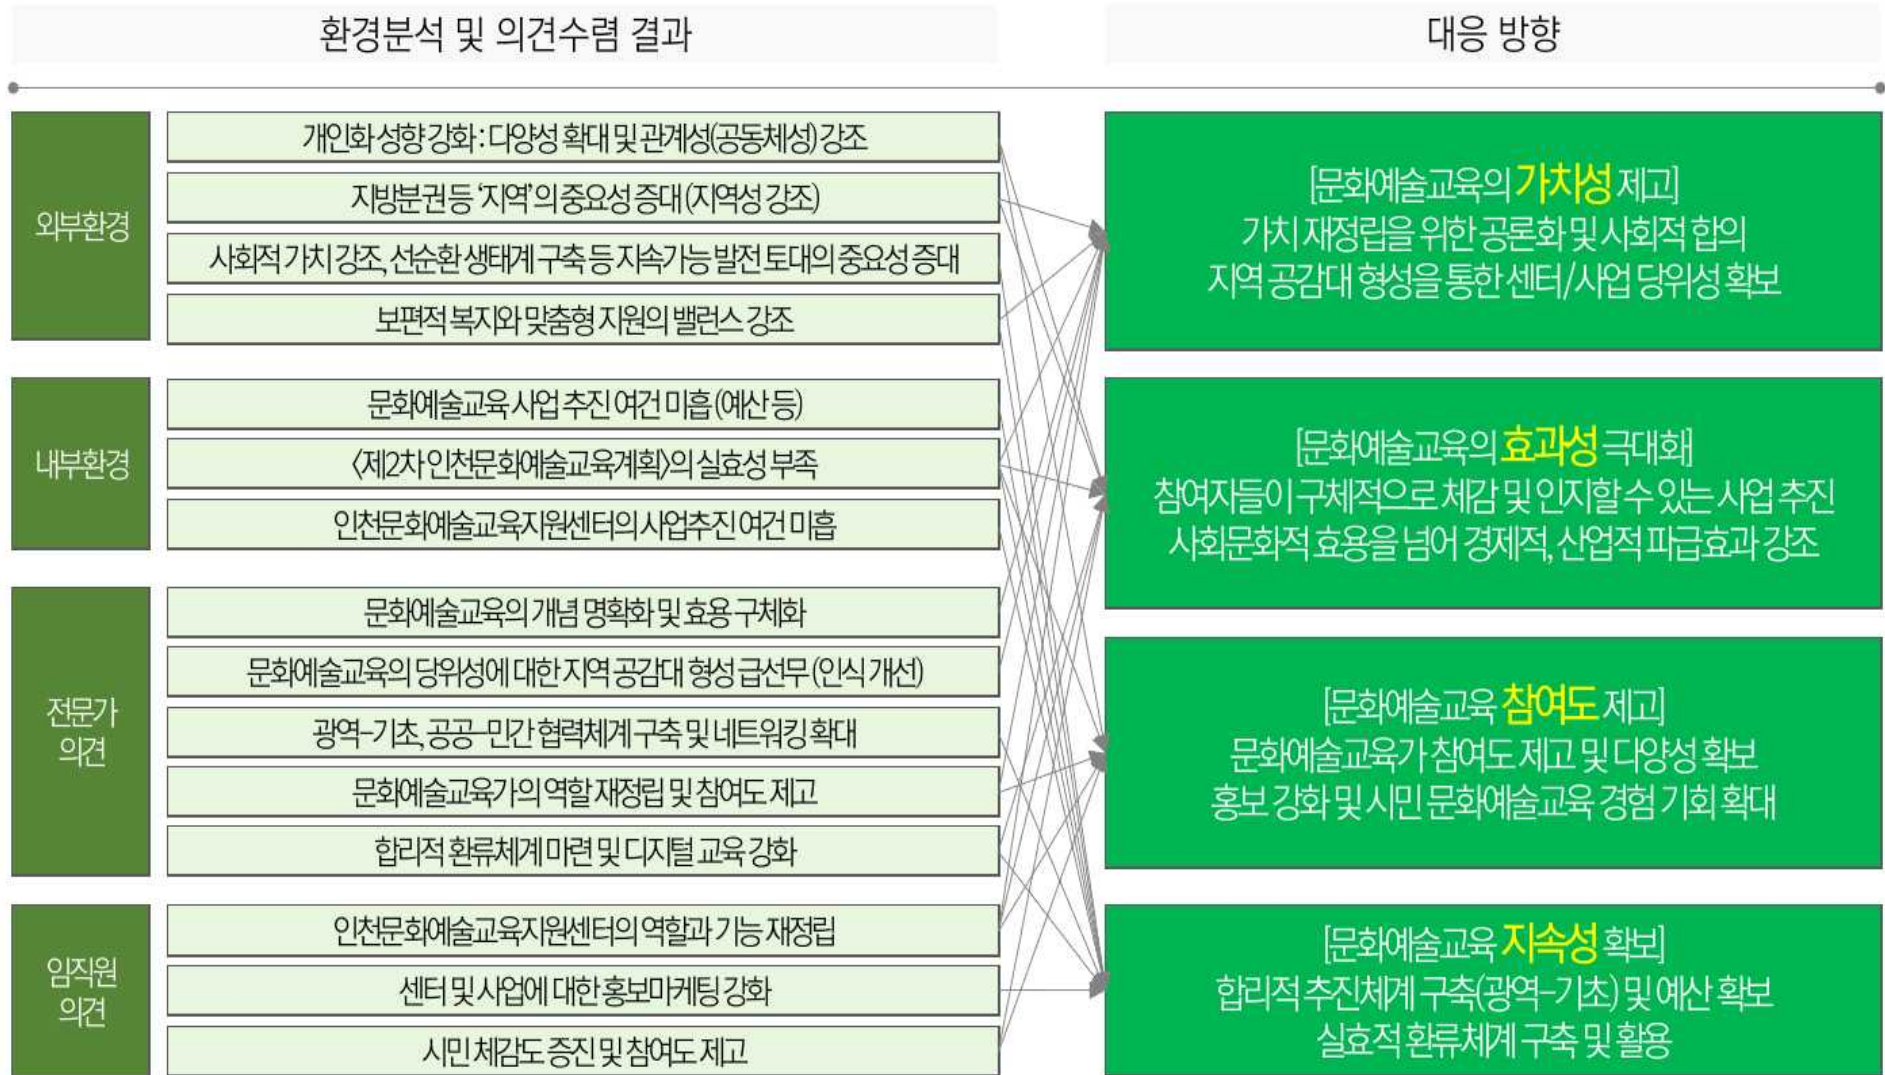 환경분석 및 의견수렴 결과
대응 방향
외부환경
개인화 성향 강화 : 다양성 확대 및 관계성(공동체성) 강조
지방분권 등 ‘지역’의 중요성 증대 (지역성 강조)
사회적 가치 강조, 선순환 생태계 구축 등 지속가능 발전 토대의 중요성 증대
보편적 복지와 맞춤형 지원의 밸런스 강조
내부환경
문화예술교육 사업 추진 여건 미흡 (예산 등)
〈제2차 인천문화예술교육계획〉의 실효성 부족
인천문화예술교육지원센터의 사업추진 여건 미흡
전문가
의견
문화예술교육의 개념 명확화 및 효용 구체화
문화예술교육의 당위성에 대한 지역 공감대 형성 급선무 (인식 개선)
광역-기초, 공공-민간 협력체계 구축 및 네트워킹 확대
문화예술교육가의 역할 재정립 및 참여도 제고
합리적 환류체계 마련 및 디지털 교육 강화
임직원
의견
인천문화예술교육지원센터의 역할과 기능 재정립
센터 및 사업에 대한 홍보마케팅 강화
시민 체감도 증진 및 참여도 제고
[문화예술교육의 가치성 제고]
가치 재정립을 위한 공론화 및 사회적 합의
지역 공감대 형성을 통한 센터/사업 당위성 확보
[문화예술교육의 효과성 극대화]
참여자들이 구체적으로 체감 및 인지할 수 있는 사업 추진
사회문화적 효용을 넘어 경제적, 산업적 파급효과 강조
[문화예술교육 참여도 제고]
문화예술교육가 참여도 제고 및 다양성 확보
홍보 강화 및 시민 문화예술교육 경험 기회 확대
[문화예술교육 지속성 확보]
합리적 추진체계 구축(광역-기초) 및 예산 확보
실효적 환류체계 구축 및 활용